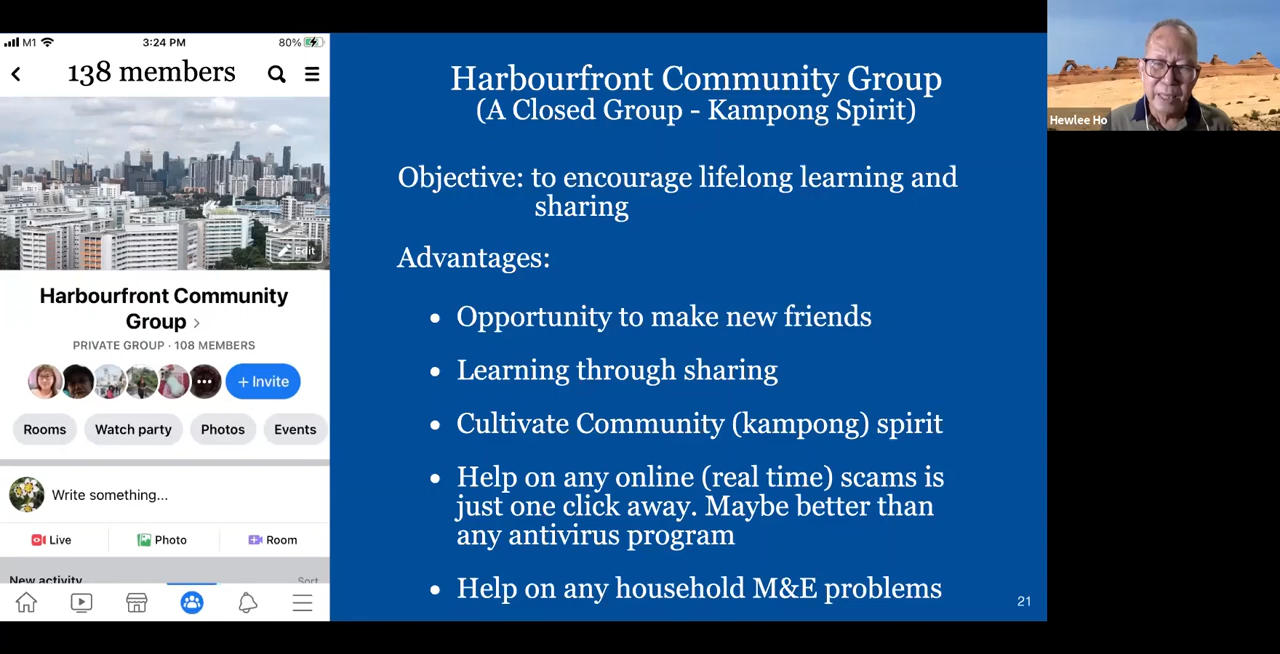 M1
3:24 PM
80%
138 members
Edit
Harbourfront Community
Group >
PRIVATE GROUP · 108 MEMBERS
+ Invite
Rooms
Watch party
Photos
Events
Write something...
Live
Photo
Room
New activity
Sort
Harbourfront Community Group
(A Closed Group - Kampong Spirit)
Objective: to encourage lifelong learning and
sharing
Advantages:
• Opportunity to make new friends
• Learning through sharing
• Cultivate Community (kampong) spirit
• Help on any online (real time) scams is
just one click away. Maybe better than
any antivirus program
• Help on any household M&E problems
21
Hewlee Ho